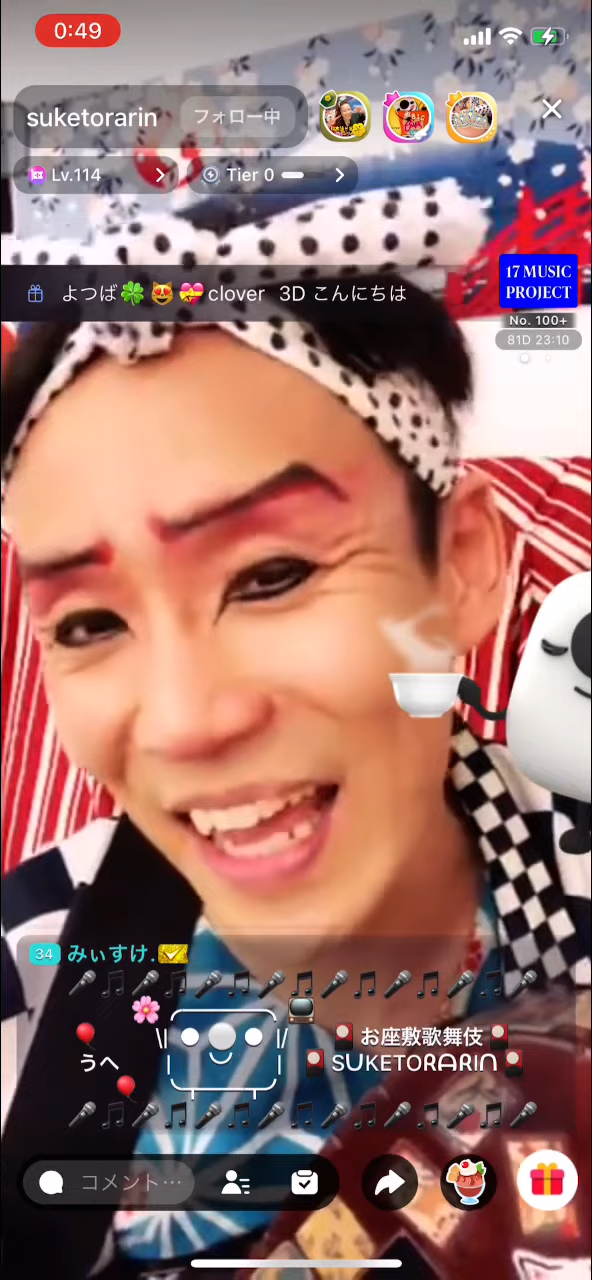 0:49
suketorarin フォロー中
Lv.114 Tier 0
よつば🍀😻💝clover 3D こんにちは
17 MUSIC
PROJECT
No. 100+
81D 23:10
34 みぃすけ.
お座敷歌舞伎
うへ SUKETORARIN
コメント…